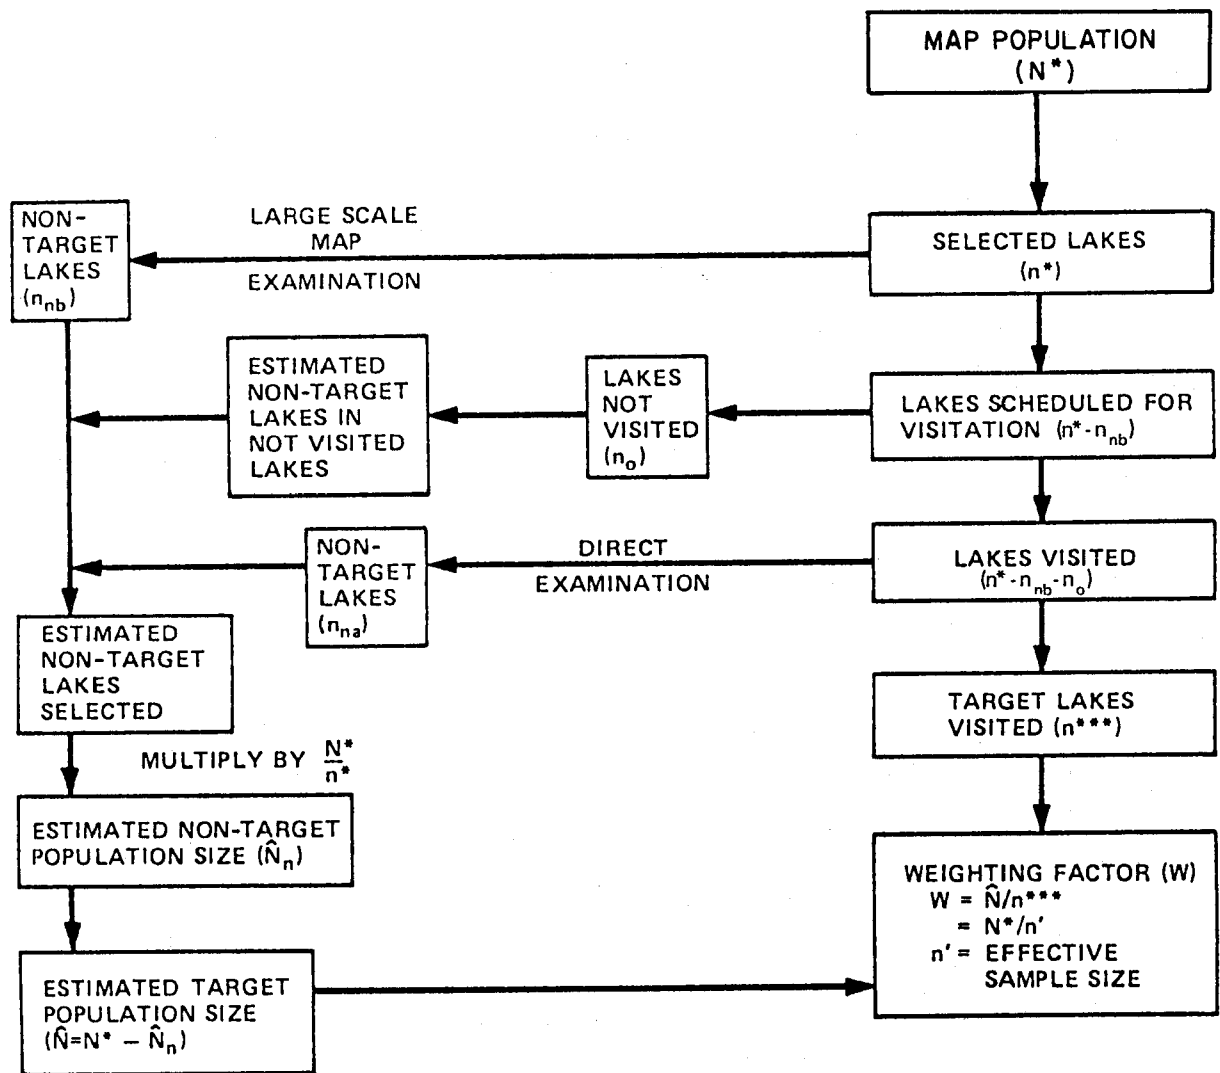 MAP POPULATION
(N*)
NON-
TARGET
LAKES
(n_nb)
LARGE SCALE
MAP
EXAMINATION
SELECTED LAKES
(n*)
ESTIMATED
NON-TARGET
LAKES IN
NOT VISITED
LAKES
LAKES
NOT
VISITED
(n_o)
LAKES SCHEDULED FOR
VISITATION (n*-n_nb)
NON-
TARGET
LAKES
(n_na)
DIRECT
EXAMINATION
LAKES VISITED
(n*-n_nb-n_o)
ESTIMATED
NON-TARGET
LAKES
SELECTED
TARGET LAKES
VISITED (n***)
MULTIPLY BY N*/n*
ESTIMATED NON-TARGET
POPULATION SIZE (N̂_n)
WEIGHTING FACTOR (W)
W = N̂/n***
= N*/n′
n′ = EFFECTIVE
SAMPLE SIZE
ESTIMATED TARGET
POPULATION SIZE
(N̂=N* – N̂_n)